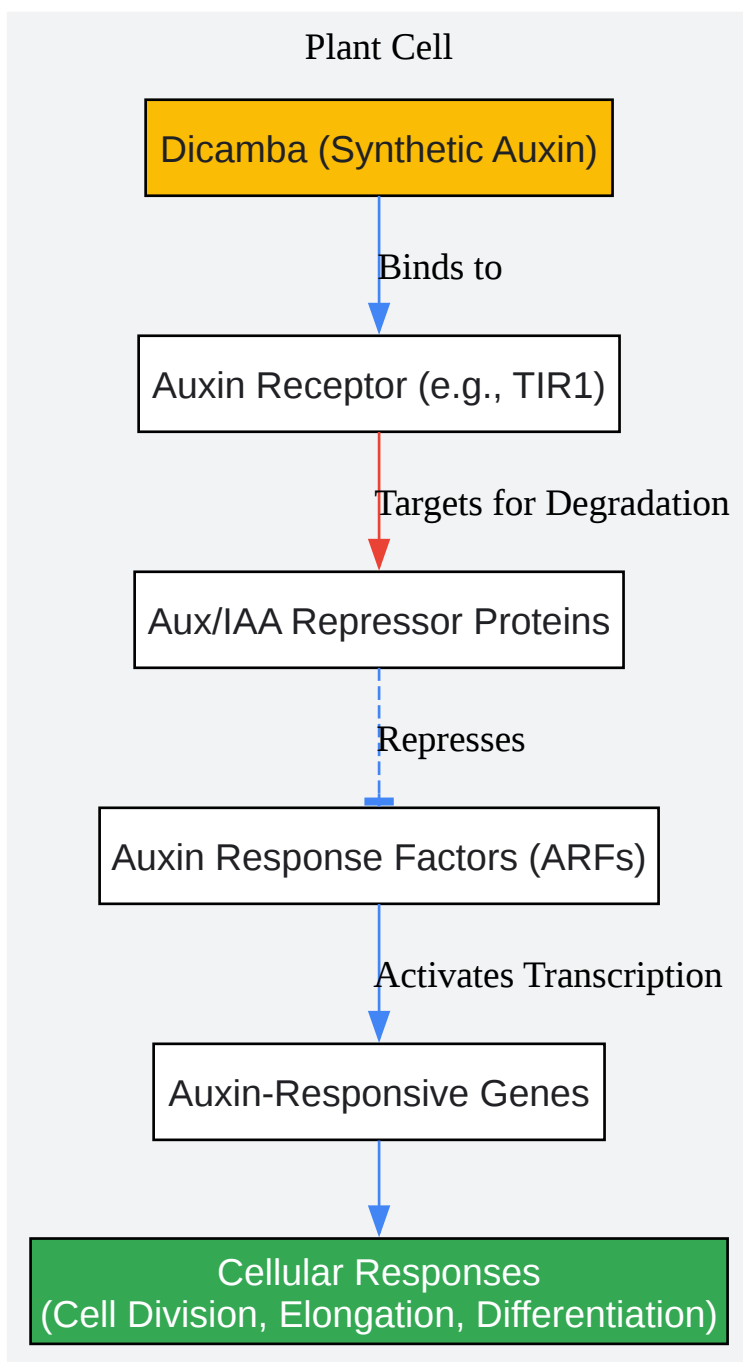 Plant Cell
Dicamba (Synthetic Auxin)
Binds to
Auxin Receptor (e.g., TIR1)
Targets for Degradation
Aux/IAA Repressor Proteins
Represses
Auxin Response Factors (ARFs)
Activates Transcription
Auxin-Responsive Genes
Cellular Responses
(Cell Division, Elongation, Differentiation)